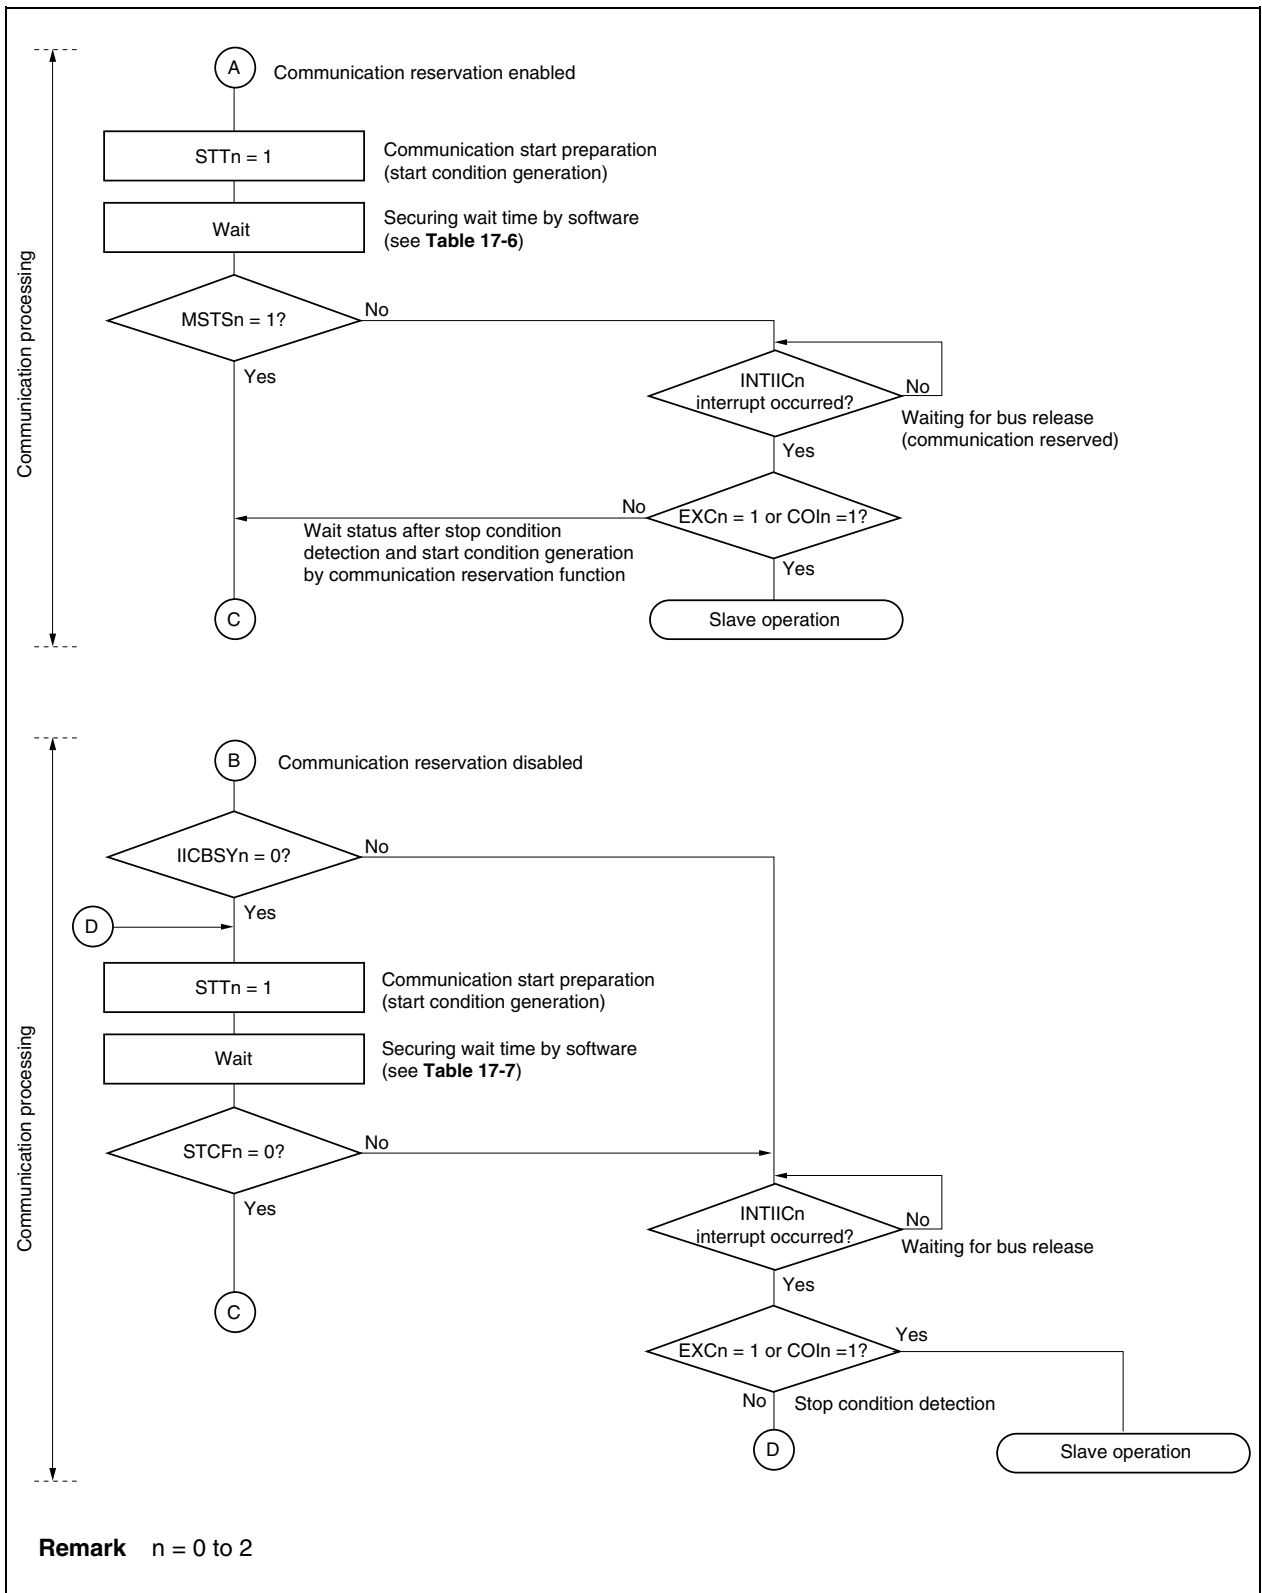 A
Communication reservation enabled
STTn = 1
Communication start preparation
(start condition generation)
Wait
Securing wait time by software
(see Table 17-6)
MSTSn = 1?
No
Yes
INTIICn
interrupt occurred?
No
Waiting for bus release
(communication reserved)
Yes
EXCn = 1 or COIn =1?
No
Wait status after stop condition
detection and start condition generation
by communication reservation function
Yes
C
Slave operation
Communication processing
B
Communication reservation disabled
IICBSYn = 0?
No
Yes
D
STTn = 1
Communication start preparation
(start condition generation)
Wait
Securing wait time by software
(see Table 17-7)
STCFn = 0?
No
Yes
INTIICn
interrupt occurred?
No
Waiting for bus release
Yes
C
EXCn = 1 or COIn =1?
Yes
No
Stop condition detection
D
Slave operation
Communication processing
Remark n = 0 to 2